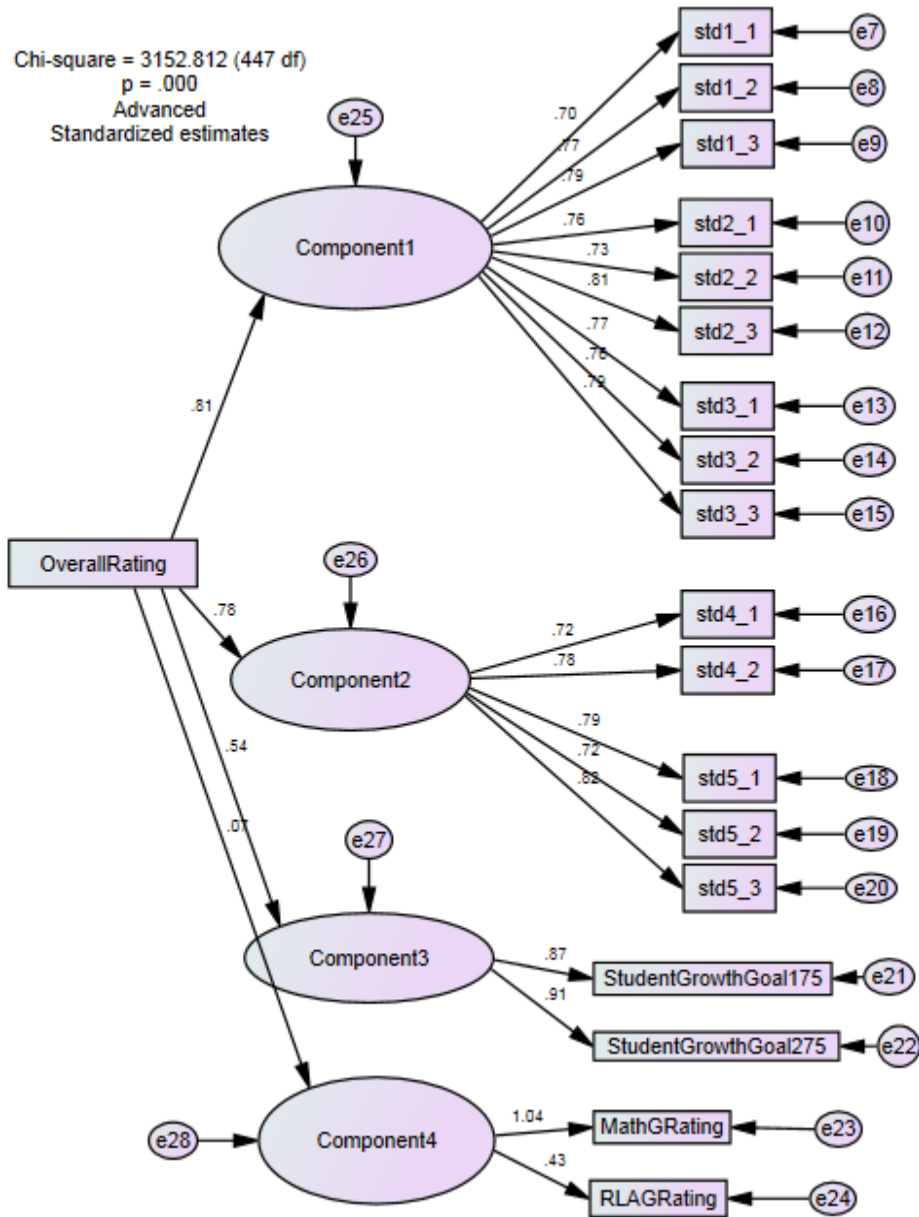 Chi-square = 3152.812 (447 df)
p = .000
Advanced
Standardized estimates
std1_1
e7
std1_2
e8
std1_3
e9
e25
.70
.77
.79
Component1
.76
std2_1
e10
.73
std2_2
e11
.81
std2_3
e12
.77
std3_1
e13
.76
std3_2
e14
.79
std3_3
e15
.81
OverallRating
e26
.78
Component2
.72
std4_1
e16
.78
std4_2
e17
.79
std5_1
e18
.72
std5_2
e19
.82
std5_3
e20
.54
.07
e27
Component3
.87
StudentGrowthGoal175
e21
.91
StudentGrowthGoal275
e22
e28
Component4
1.04
MathGRating
e23
.43
RLAGRating
e24